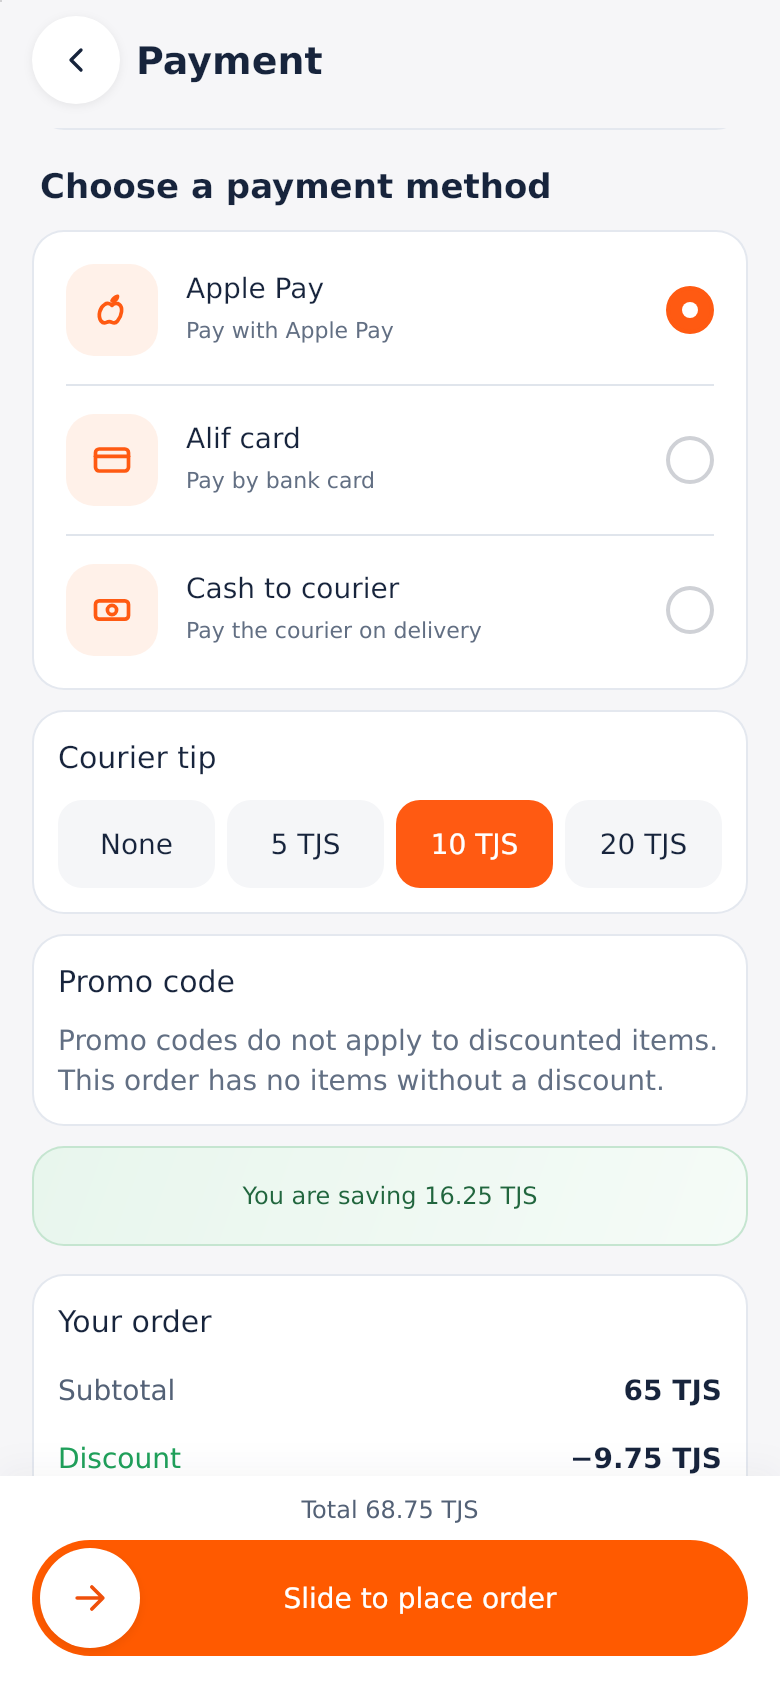 Payment
Choose a payment method
Apple Pay
Pay with Apple Pay
Alif card
Pay by bank card
Cash to courier
Pay the courier on delivery
Courier tip
None
5 TJS
10 TJS
20 TJS
Promo code
Promo codes do not apply to discounted items.
This order has no items without a discount.
You are saving 16.25 TJS
Your order
Subtotal 65 TJS
Discount −9.75 TJS
Total 68.75 TJS
Slide to place order